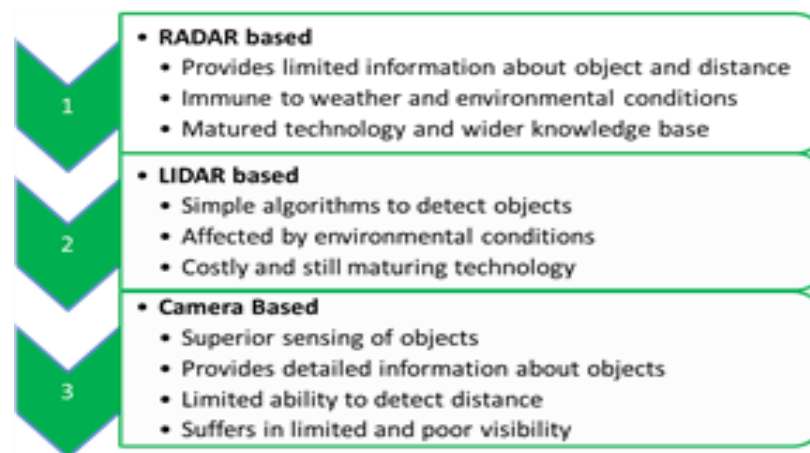 1
• RADAR based
• Provides limited information about object and distance
• Immune to weather and environmental conditions
• Matured technology and wider knowledge base
2
• LIDAR based
• Simple algorithms to detect objects
• Affected by environmental conditions
• Costly and still maturing technology
3
• Camera Based
• Superior sensing of objects
• Provides detailed information about objects
• Limited ability to detect distance
• Suffers in limited and poor visibility